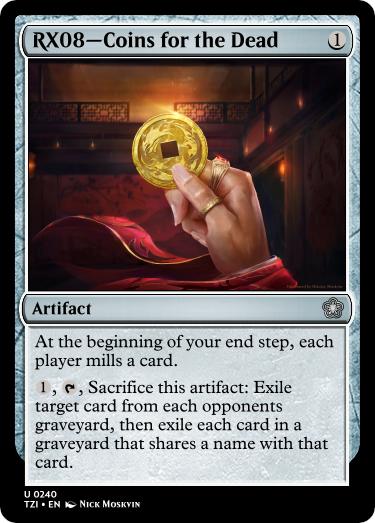 RX08—Coins for the Dead 1
Artifact
At the beginning of your end step, each
player mills a card.
1, , Sacrifice this artifact: Exile
target card from each opponents
graveyard, then exile each card in a
graveyard that shares a name with that
card.
U 0240
TZI • EN Nick Moskvin